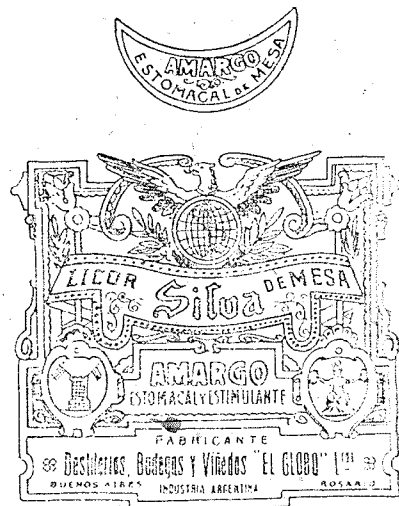 AMARGO
ESTOMACAL DE MESA
LICOR Silva DE MESA
AMARGO
ESTOMACAL Y ESTIMULANTE
FABRICANTE
Destilerías, Bodegas y Viñedos "EL GLOBO" Lda
BUENOS AIRES INDUSTRIA ARGENTINA ROSARIO